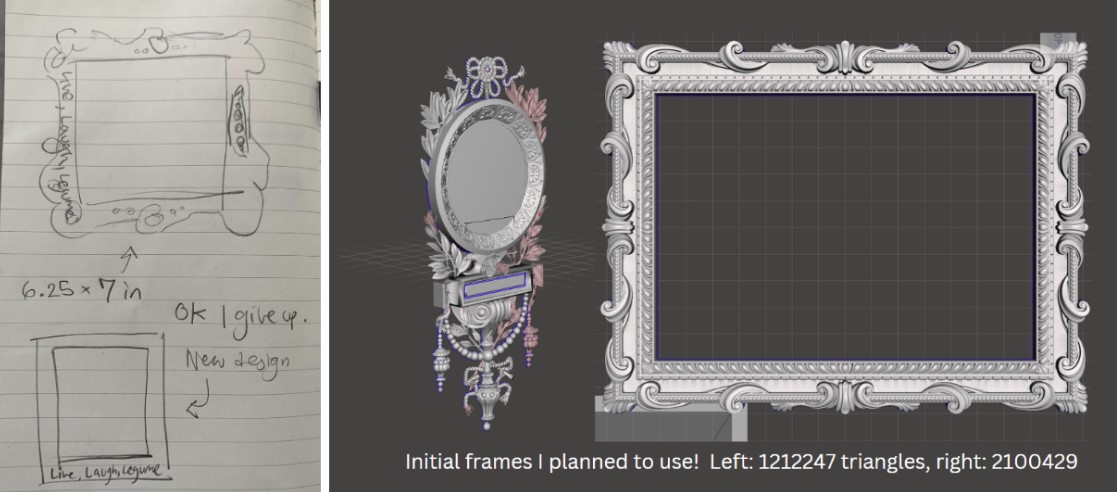 Live, Laugh, Legume
6.25 x 7 in
Ok I give up.
New design
Live, Laugh, Legume
Initial frames I planned to use! Left: 1212247 triangles, right: 2100429